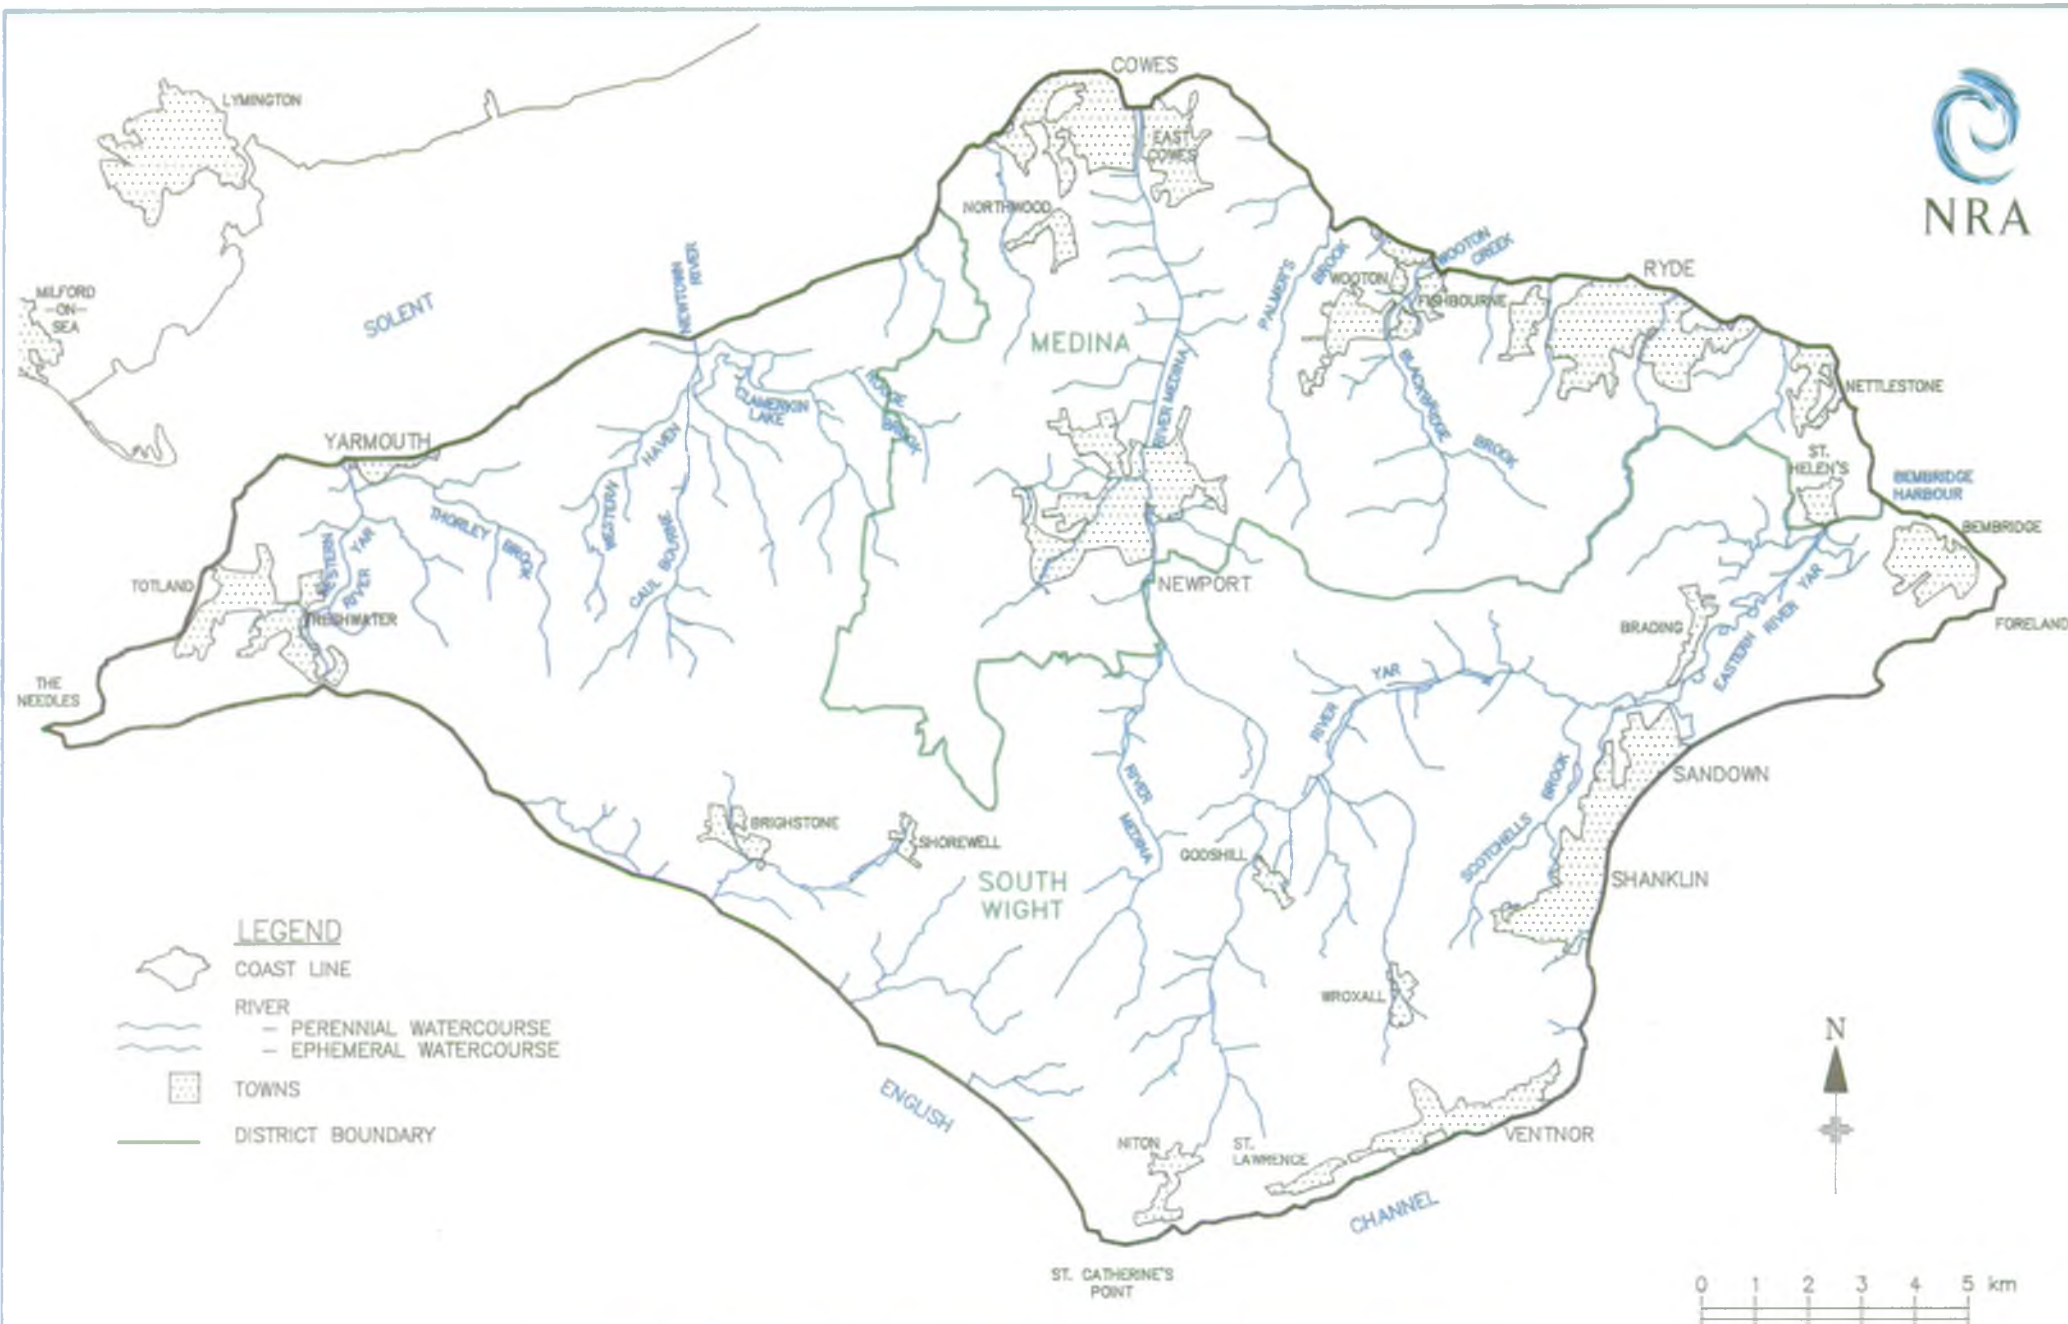 COWES
LYMINGTON
EAST
COWES
NRA
NORTHWOOD
WOOTON
CREEK
PALMER'S
BROOK
WOOTON
FISHBOURNE
RYDE
NEWTOWN
RIVER
MILFORD
-ON-
SEA
SOLENT
MEDINA
RIVER MEDINA
BLACKBRIDGE
BROOK
NETTLESTONE
CLAMERKIN
LAKE
BROOK
YARMOUTH
HAVEN
WESTERN
CAUL BOURNE
THORLEY
BROOK
ST.
HELEN'S
BEMBRIDGE
HARBOUR
BEMBRIDGE
WESTERN
RIVER YAR
TOTLAND
FRESHWATER
NEWPORT
BRADING
EASTERN
RIVER YAR
FORELAND
THE
NEEDLES
RIVER
YAR
RIVER
MEDINA
SCOTCHELLS
BROOK
SANDOWN
BRIGHSTONE
SHOREWELL
GODSHILL
SHANKLIN
SOUTH
WIGHT
WROXALL
LEGEND
COAST LINE
RIVER
- PERENNIAL WATERCOURSE
- EPHEMERAL WATERCOURSE
TOWNS
DISTRICT BOUNDARY
N
ENGLISH
CHANNEL
NITON
ST.
LAWRENCE
VENTNOR
ST. CATHERINE'S
POINT
0 1 2 3 4 5 km